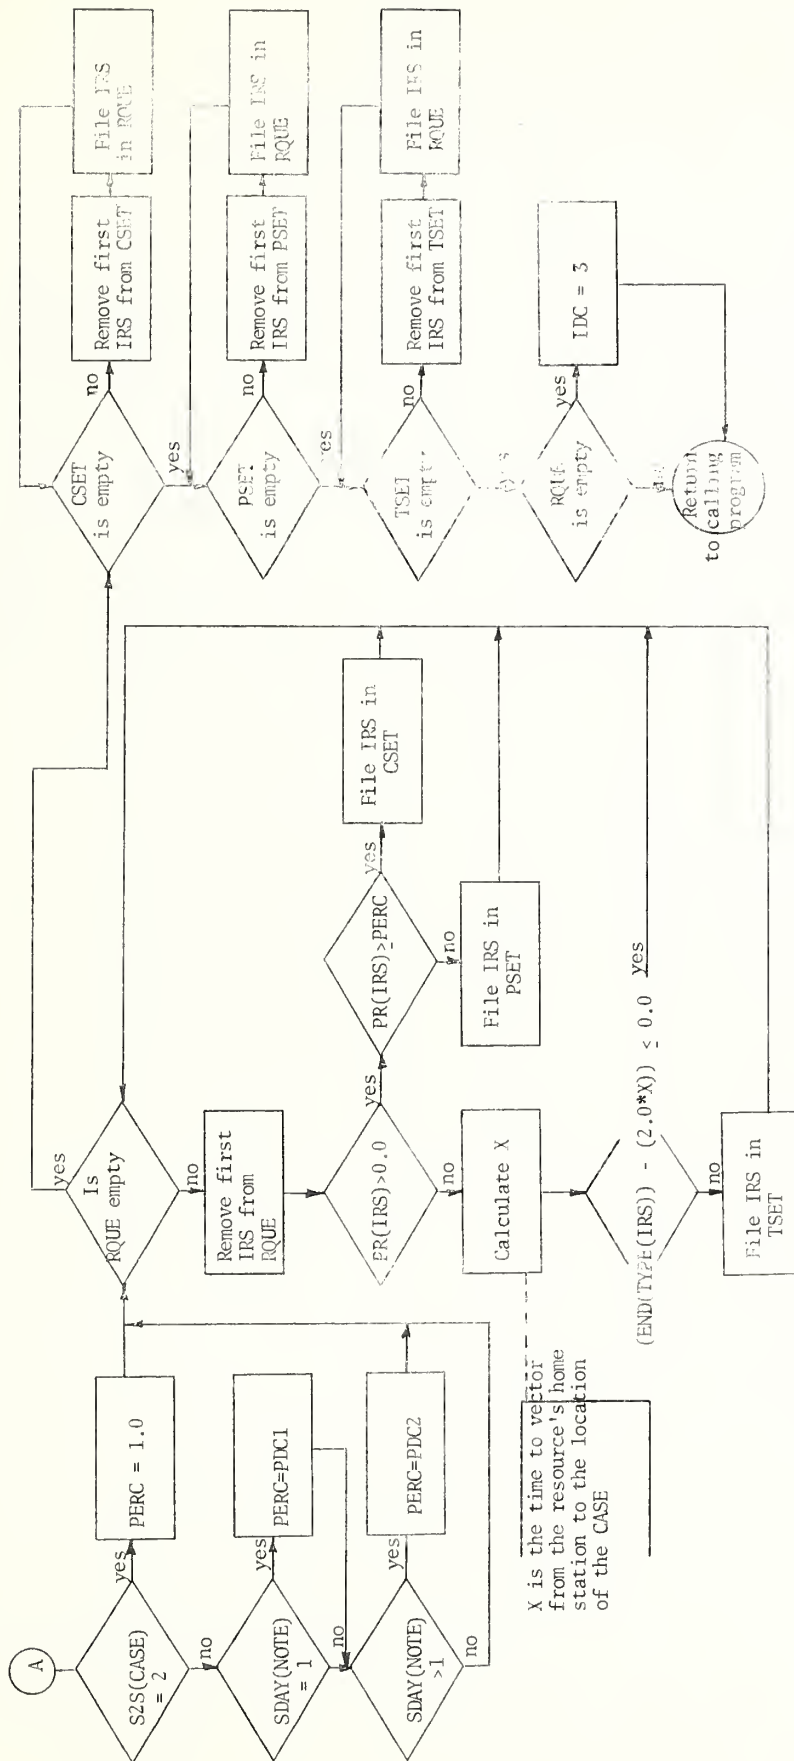 A
S2S(CASE)
= 2
yes
PERC = 1.0
no
SDAY(NOTE)
= 1
yes
PERC=PDC1
no
SDAY(NOTE)
>1
yes
PERC=PDC2
no
X is the time to vector
from the resource's home
station to the location
of the CASE
Is
RQUE empty
yes
no
Remove first
IRS from
RQUE
PR(IRS)>0.0
yes
no
PR(IRS)≥PERC
yes
File IRS in
CSET
no
File IRS in
PSET
Calculate X
(END(TYPE(IRS)) - (2.0*X)) ≤ 0.0
yes
no
File IRS in
TSET
CSET
is empty
no
Remove first
IRS from CSET
File IRS
in RQUE
yes
PSET
is empty
no
Remove first
IRS from PSET
File IRS in
RQUE
yes
TSET
is empty
no
Remove first
IRS from TSET
File IRS in
RQUE
yes
RQUE
is empty
yes
IDC = 3
Return
to calling
program